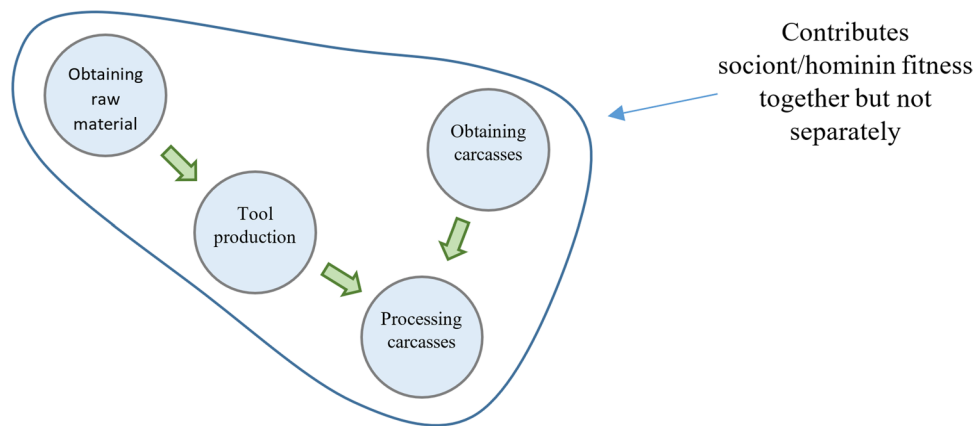 Obtaining
raw
material
Tool
production
Obtaining
carcasses
Processing
carcasses
Contributes
sociont/hominin fitness
together but not
separately